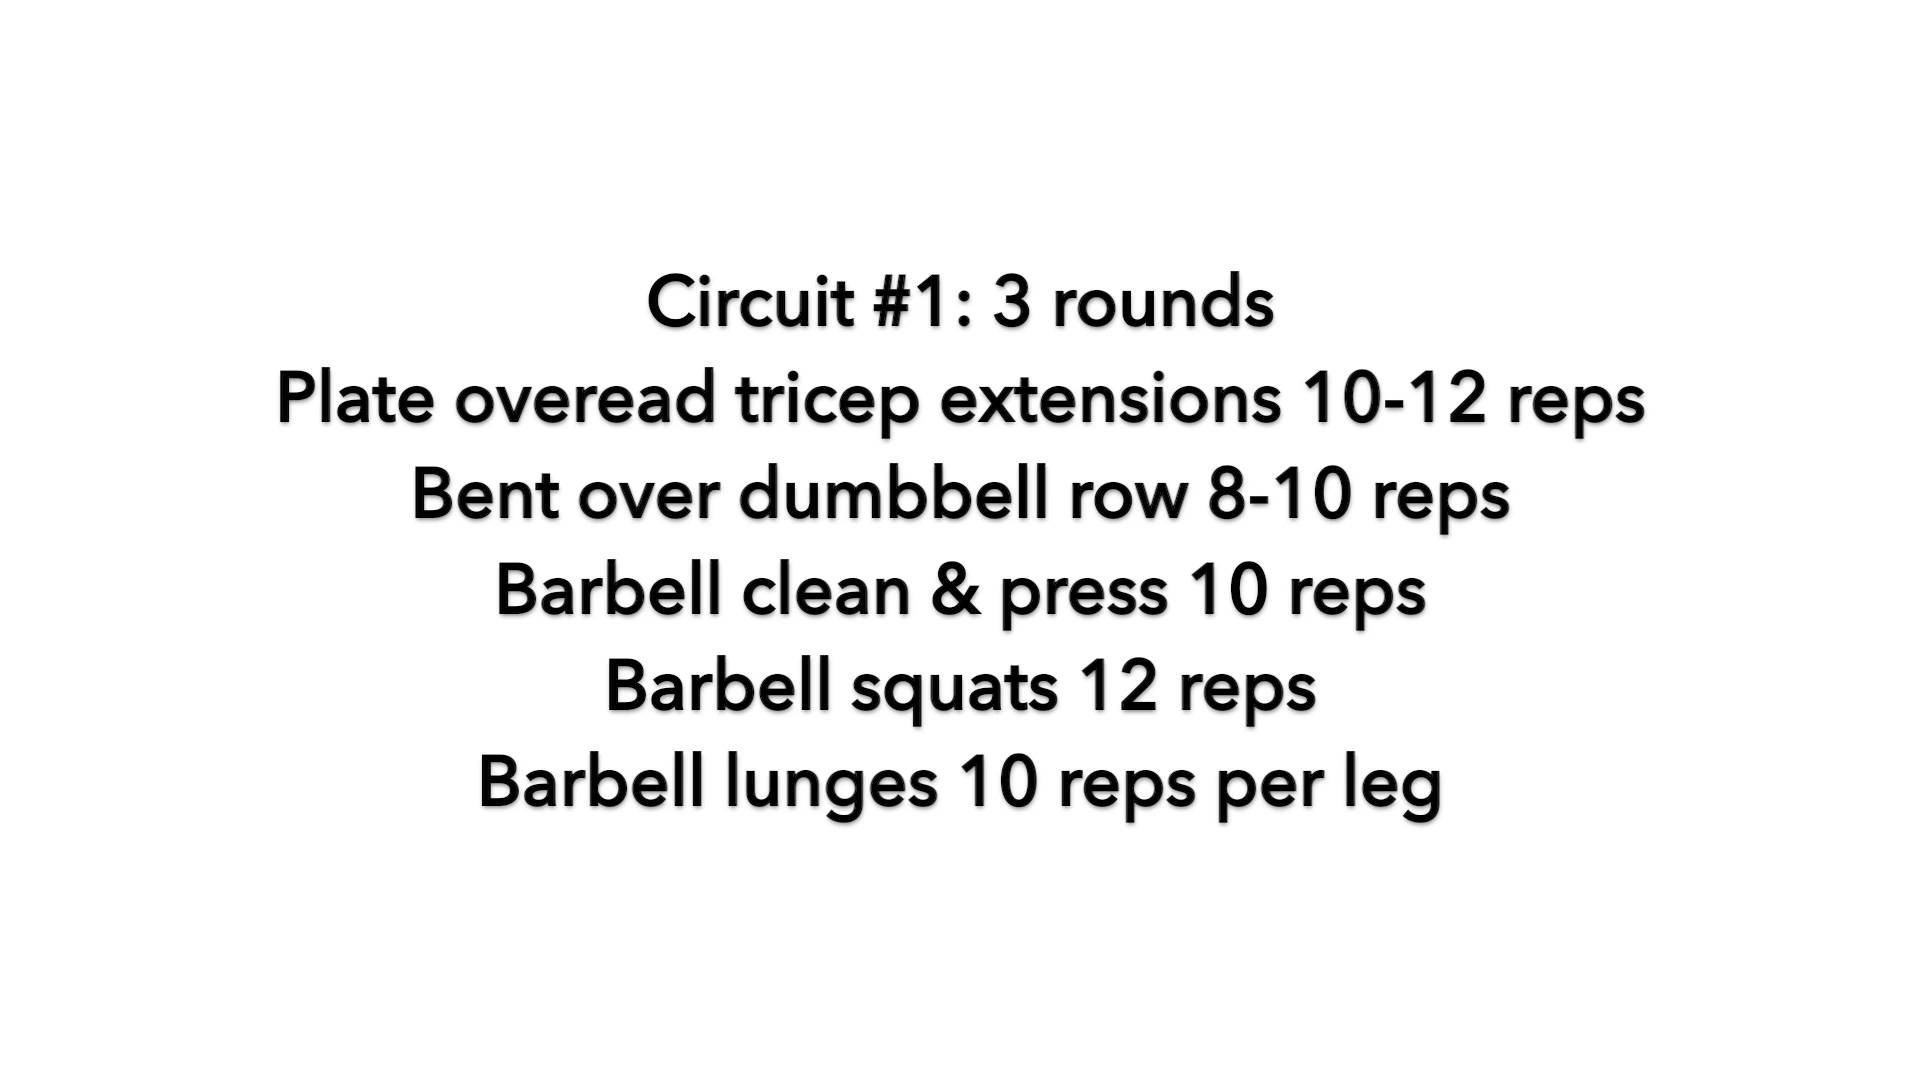 Circuit #1: 3 rounds
Plate overead tricep extensions 10-12 reps
Bent over dumbbell row 8-10 reps
Barbell clean & press 10 reps
Barbell squats 12 reps
Barbell lunges 10 reps per leg